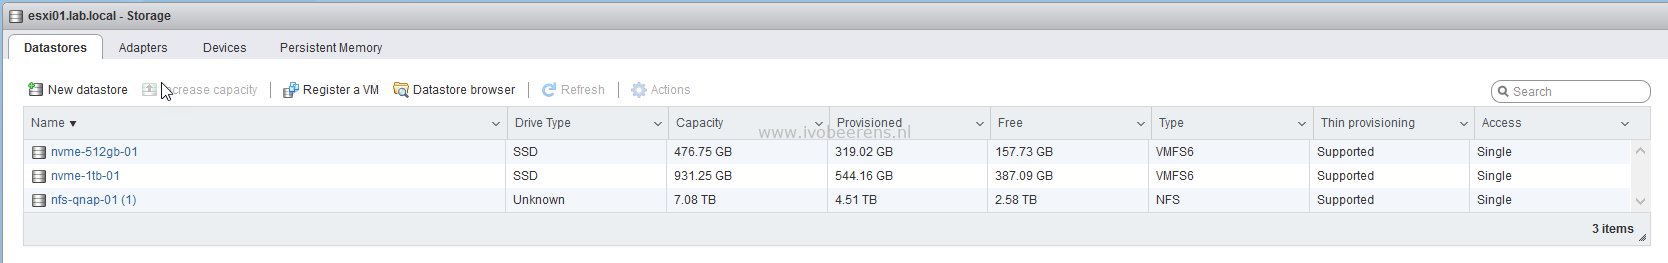 esxi01.lab.local - Storage
Datastores Adapters Devices Persistent Memory
New datastore Increase capacity Register a VM Datastore browser Refresh Actions Search
Name Drive Type Capacity Provisioned Free Type Thin provisioning Access
www.ivobeerens.nl
nvme-512gb-01 SSD 476.75 GB 319.02 GB 157.73 GB VMFS6 Supported Single
nvme-1tb-01 SSD 931.25 GB 544.16 GB 387.09 GB VMFS6 Supported Single
nfs-qnap-01 (1) Unknown 7.08 TB 4.51 TB 2.58 TB NFS Supported Single
3 items